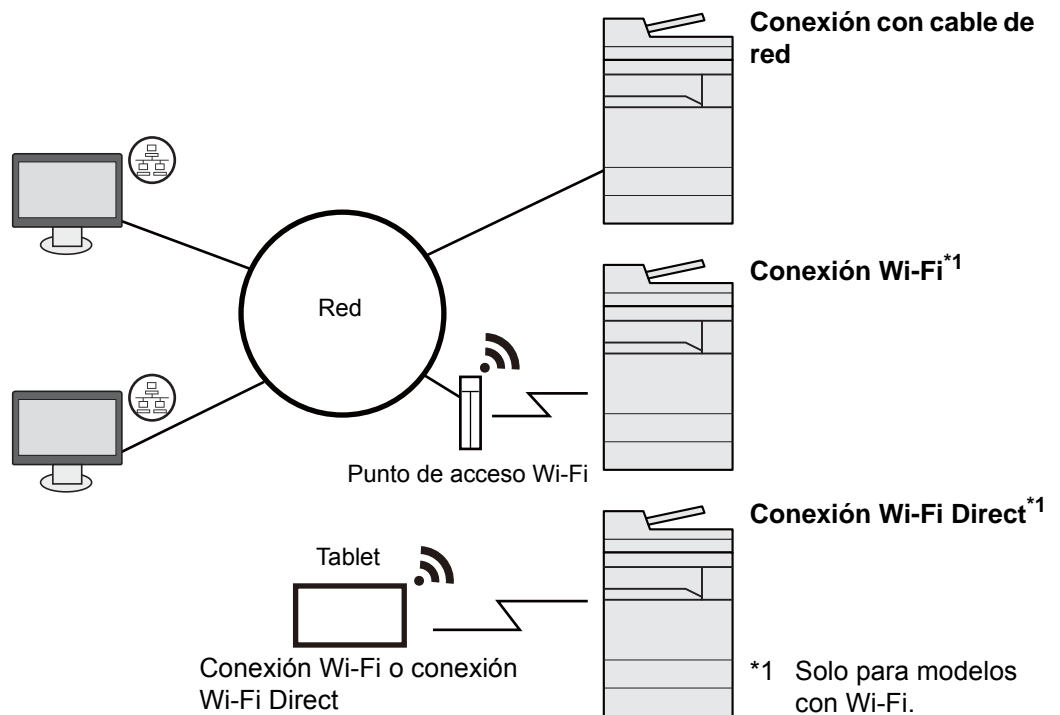 Conexión con cable de
red
Red
Conexión Wi-Fi*1
Punto de acceso Wi-Fi
Conexión Wi-Fi Direct*1
Tablet
Conexión Wi-Fi o conexión
Wi-Fi Direct
*1 Solo para modelos
con Wi-Fi.